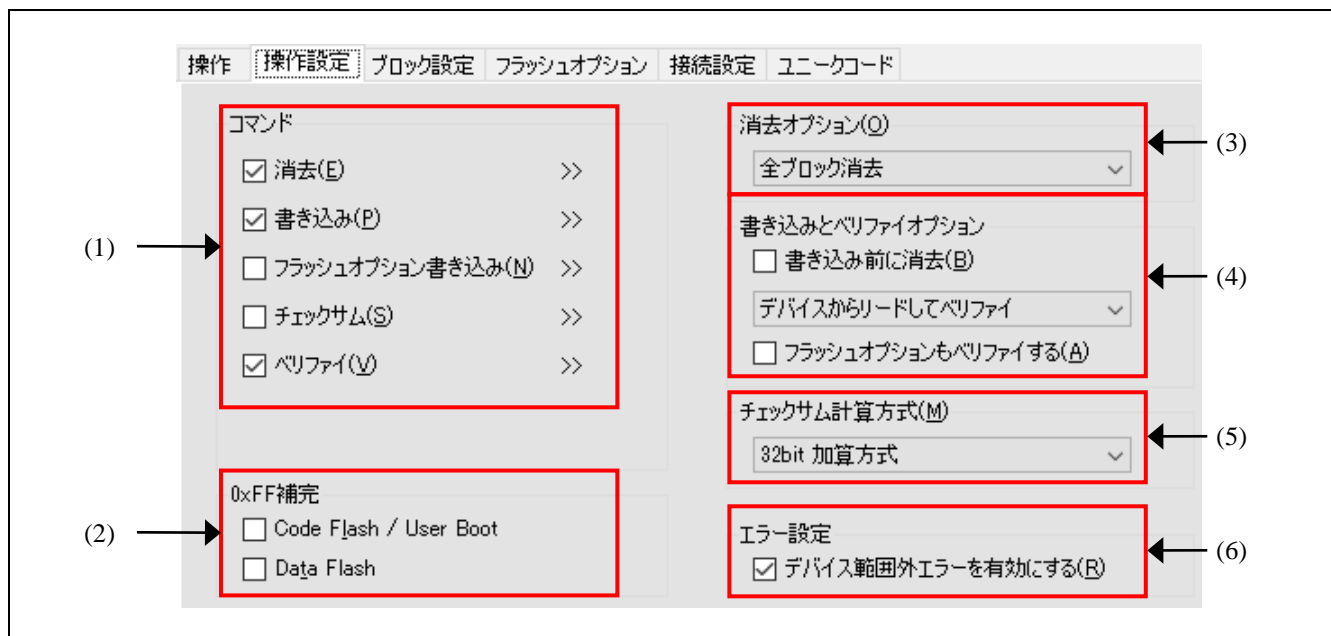 操作 操作設定 ブロック設定 フラッシュオプション 接続設定 ユニークコード
コマンド
消去(E) >>
書き込み(P) >>
フラッシュオプション書き込み(N) >>
チェックサム(S) >>
ベリファイ(V) >>
(1)
0xFF補完
Code Flash / User Boot
Data Flash
(2)
消去オプション(O)
全ブロック消去
(3)
書き込みとベリファイオプション
書き込み前に消去(B)
デバイスからリードしてベリファイ
フラッシュオプションもベリファイする(A)
(4)
チェックサム計算方式(M)
32bit 加算方式
(5)
エラー設定
デバイス範囲外エラーを有効にする(R)
(6)